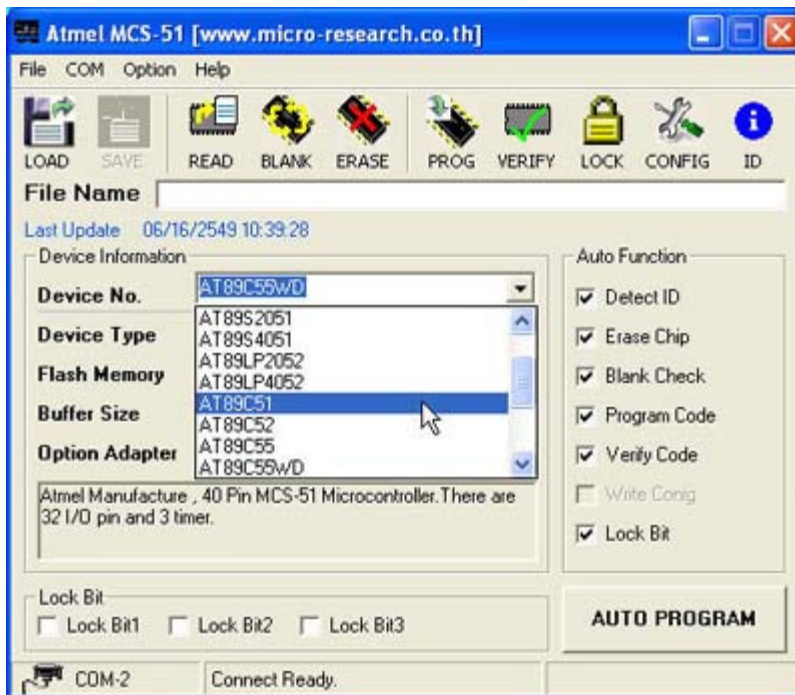 Atmel MCS-51 [www.micro-research.co.th]
File COM Option Help
LOAD SAVE READ BLANK ERASE PROG VERIFY LOCK CONFIG ID
File Name
Last Update 06/16/2549 10:39:28
Device Information
Device No. AT89C55WD
AT89S2051
Device Type
AT89S4051
AT89LP2052
Flash Memory
AT89LP4052
AT89C51
Buffer Size
AT89C52
AT89C55
Option Adapter
AT89C55WD
Atmel Manufacture , 40 Pin MCS-51 Microcontroller.There are
32 I/O pin and 3 timer.
Auto Function
Detect ID
Erase Chip
Blank Check
Program Code
Verify Code
Write Conig
Lock Bit
Lock Bit
Lock Bit1 Lock Bit2 Lock Bit3
AUTO PROGRAM
COM-2 Connect Ready.